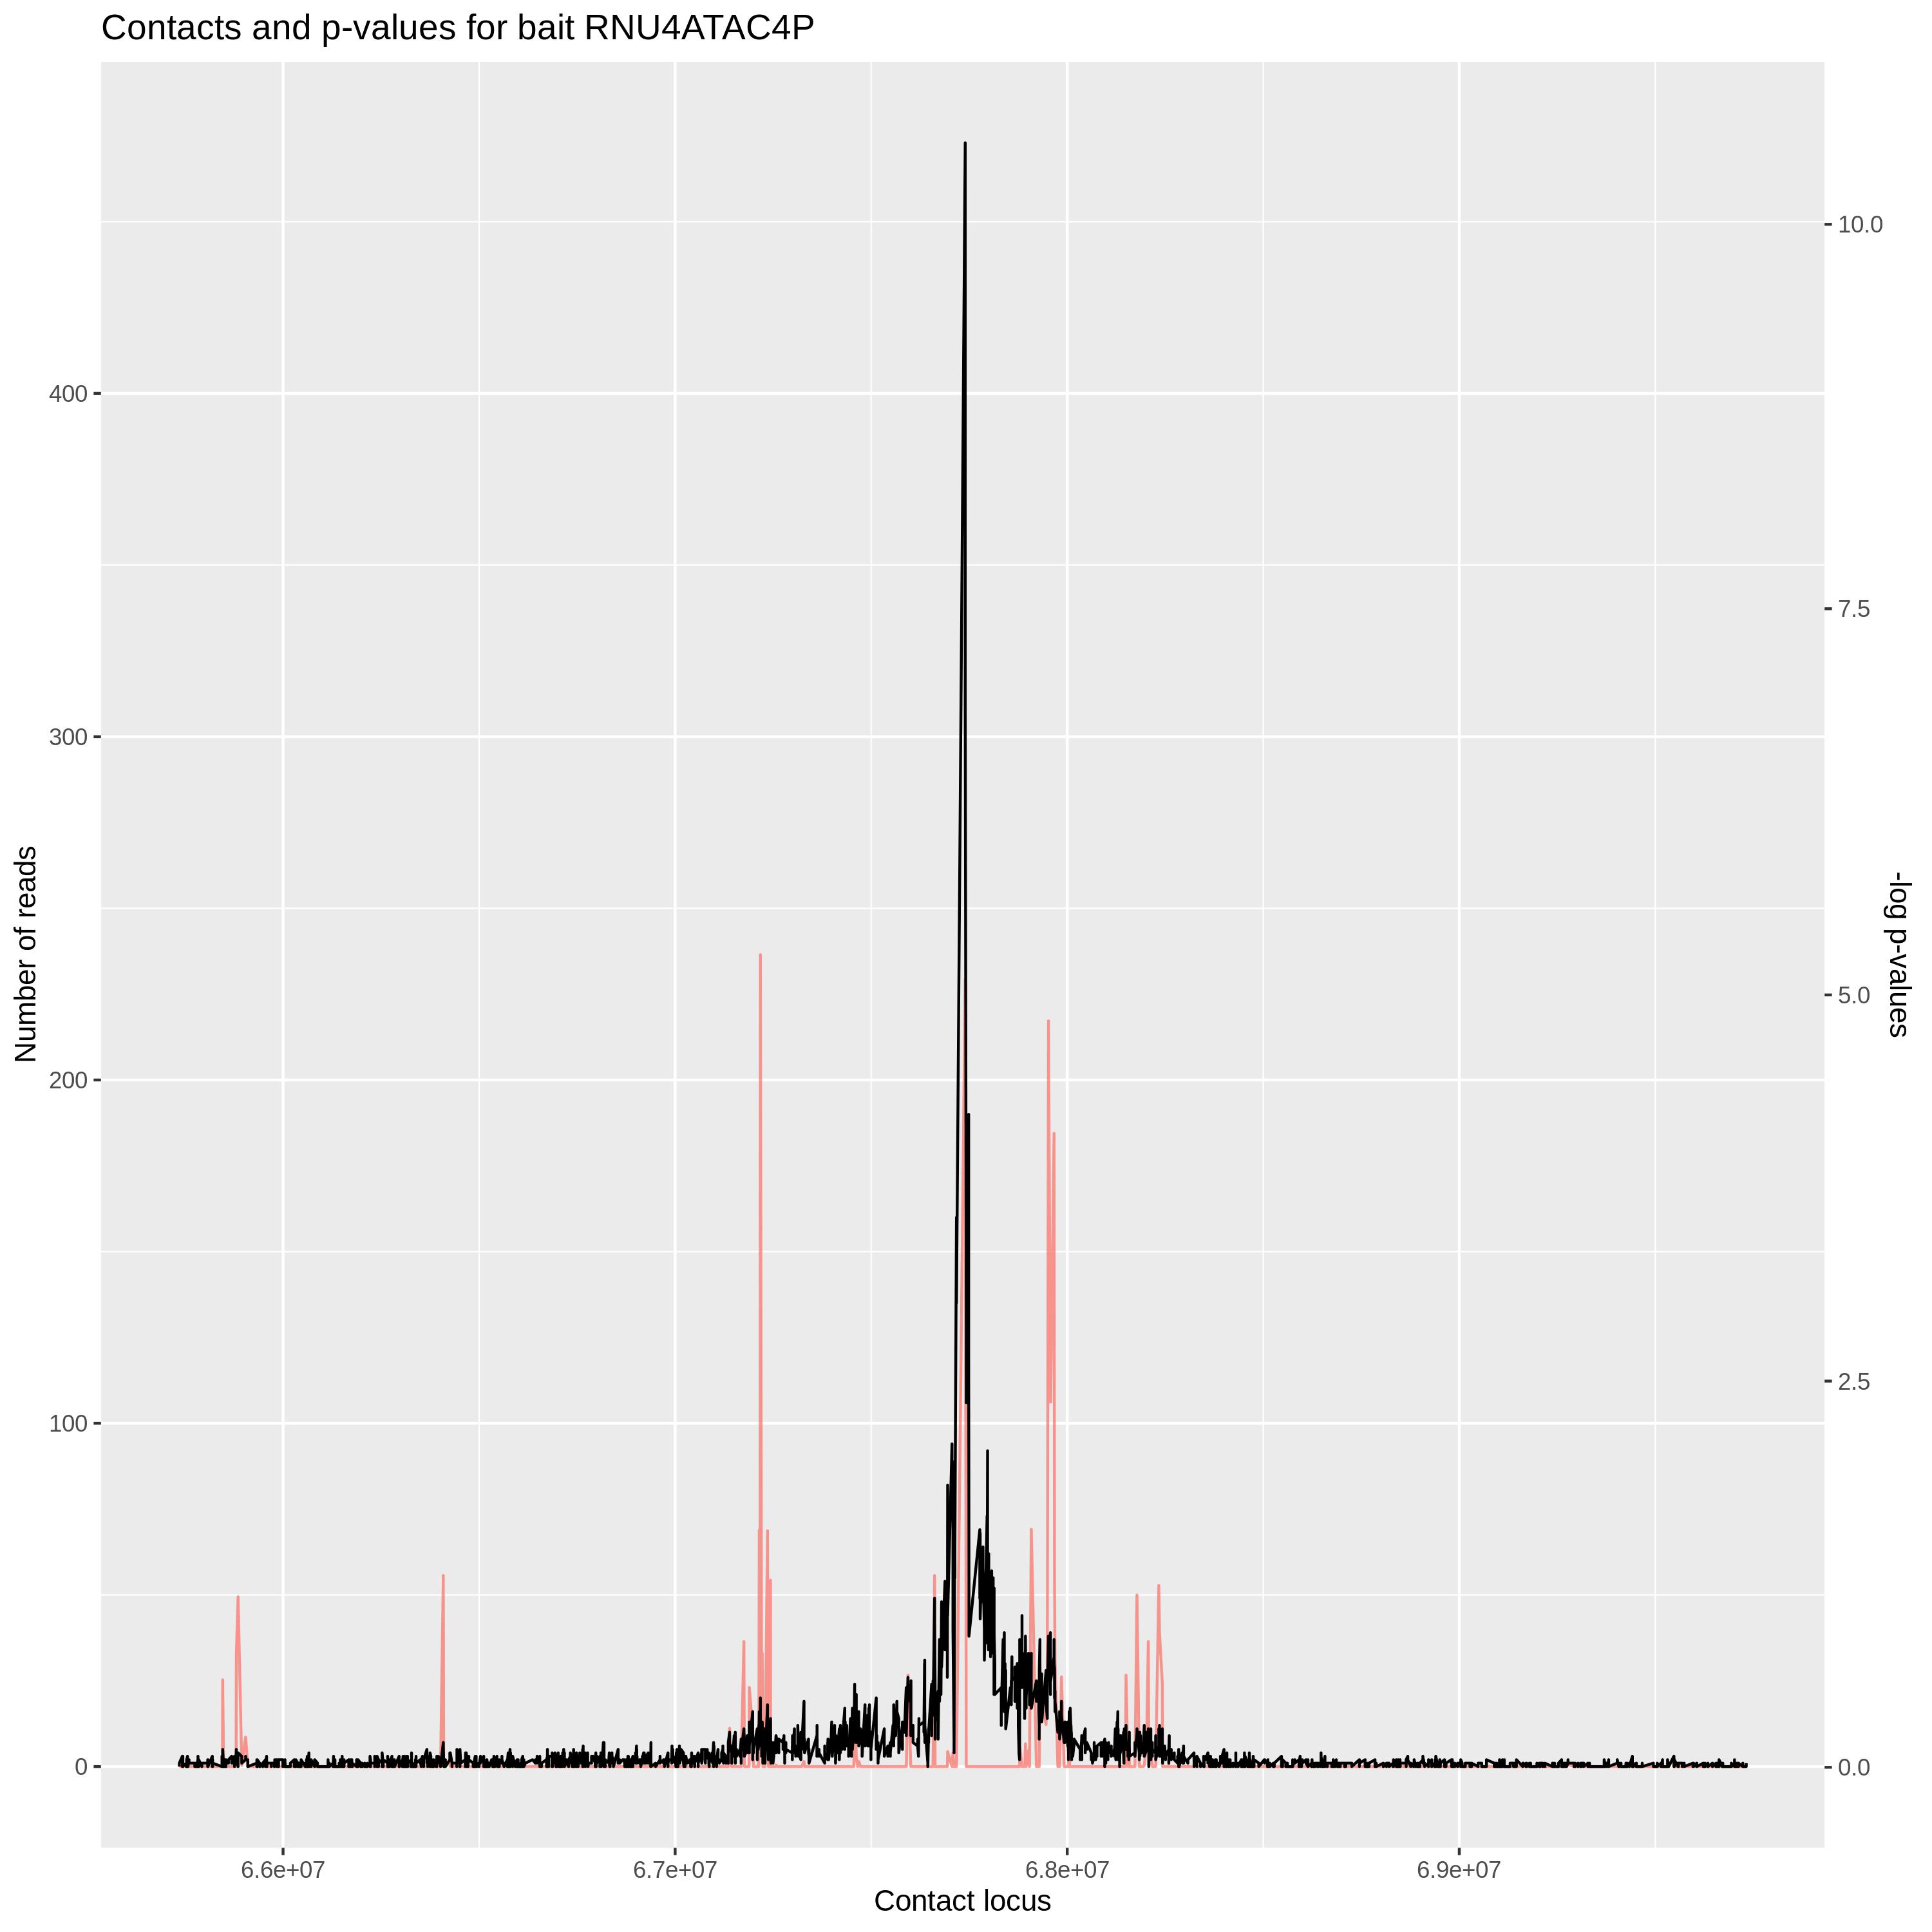 Contacts and p-values for bait RNU4ATAC4P
400
300
200
100
0
Number of reads
10.0
7.5
5.0
2.5
0.0
-log p-values
6.6e+07
6.7e+07
6.8e+07
6.9e+07
Contact locus